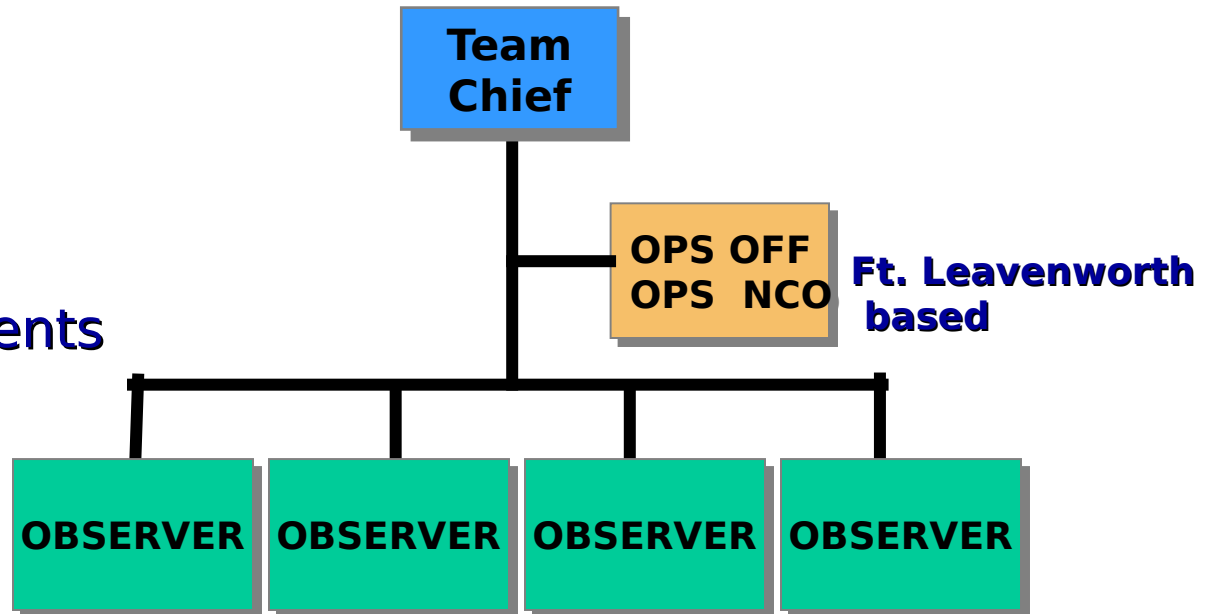 Team
Chief
OPS OFF
OPS NCO
Ft. Leavenworth
based
ents
OBSERVER
OBSERVER
OBSERVER
OBSERVER